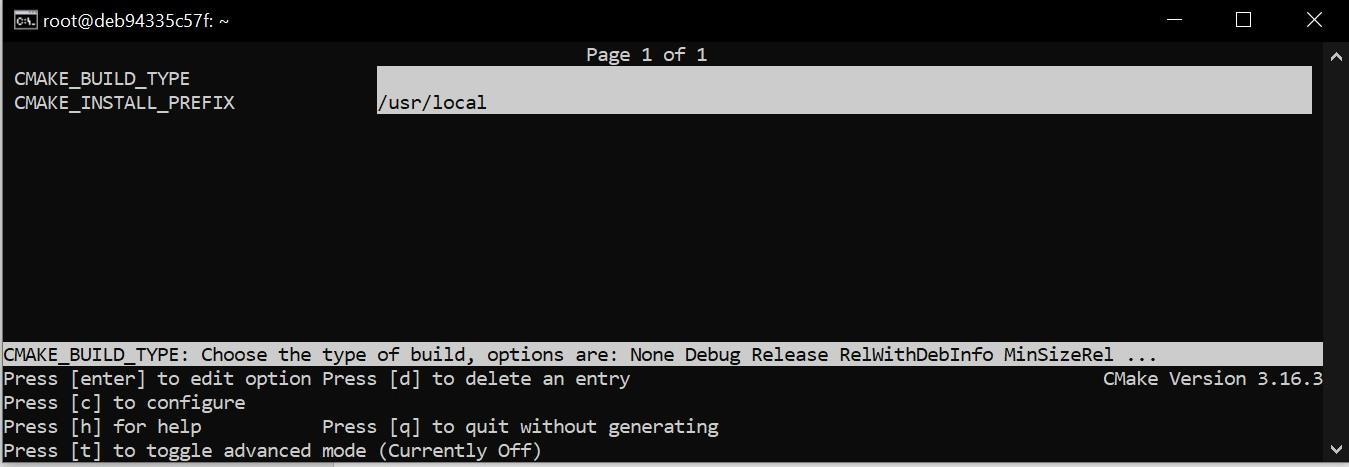 root@deb94335c57f: ~
Page 1 of 1
CMAKE_BUILD_TYPE
CMAKE_INSTALL_PREFIX /usr/local
CMAKE_BUILD_TYPE: Choose the type of build, options are: None Debug Release RelWithDebInfo MinSizeRel ...
Press [enter] to edit option Press [d] to delete an entry CMake Version 3.16.3
Press [c] to configure
Press [h] for help Press [q] to quit without generating
Press [t] to toggle advanced mode (Currently Off)